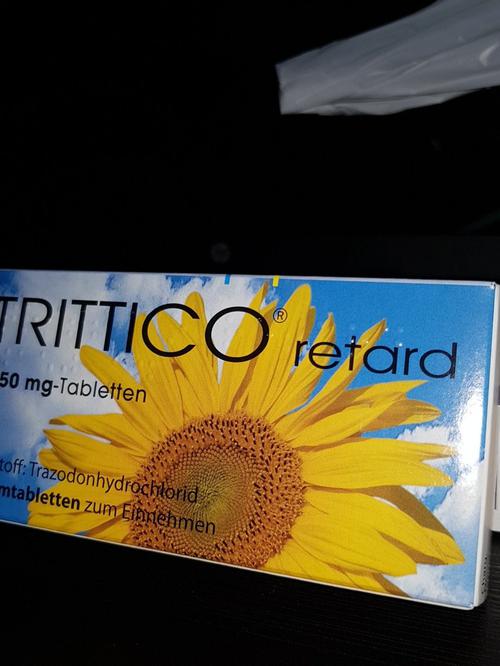 TRITTICO® retard
50 mg-Tabletten
toff: Trazodonhydrochlorid
mtabletten zum Einnehmen